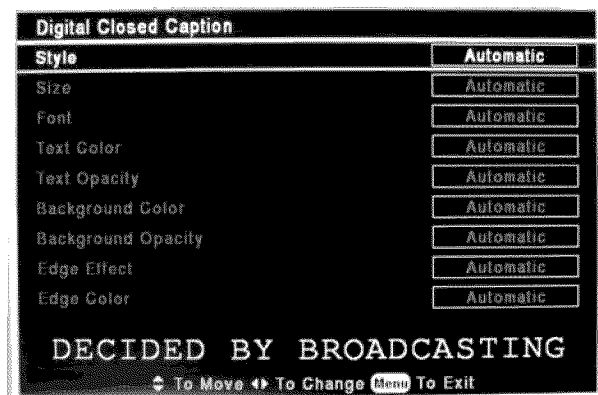 Digital Closed Caption
Style Automatic
Size Automatic
Font Automatic
Text Color Automatic
Text Opacity Automatic
Background Color Automatic
Background Opacity Automatic
Edge Effect Automatic
Edge Color Automatic
DECIDED BY BROADCASTING
To Move To Change Menu To Exit